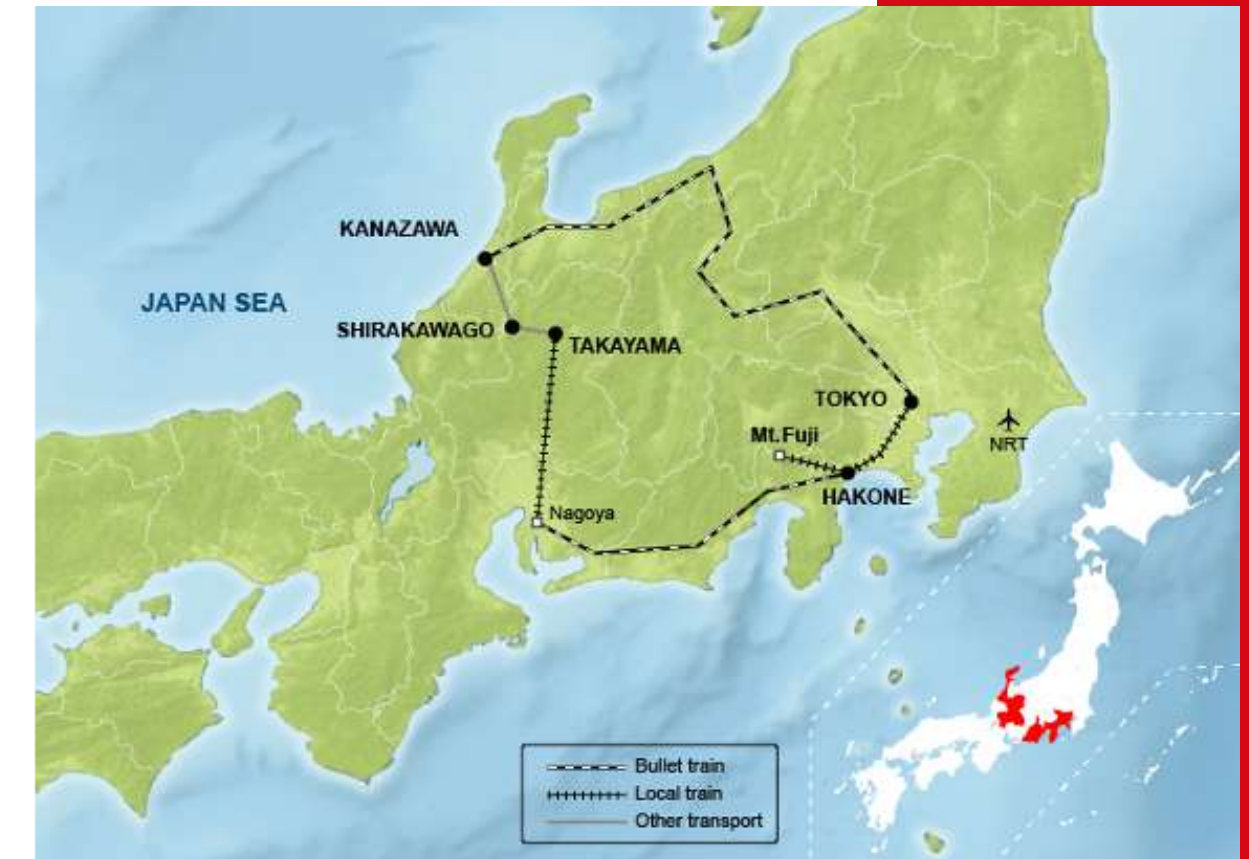 KANAZAWA
JAPAN SEA
SHIRAKAWAGO
TAKAYAMA
TOKYO
Mt.Fuji
NRT
HAKONE
Nagoya
Bullet train
Local train
Other transport